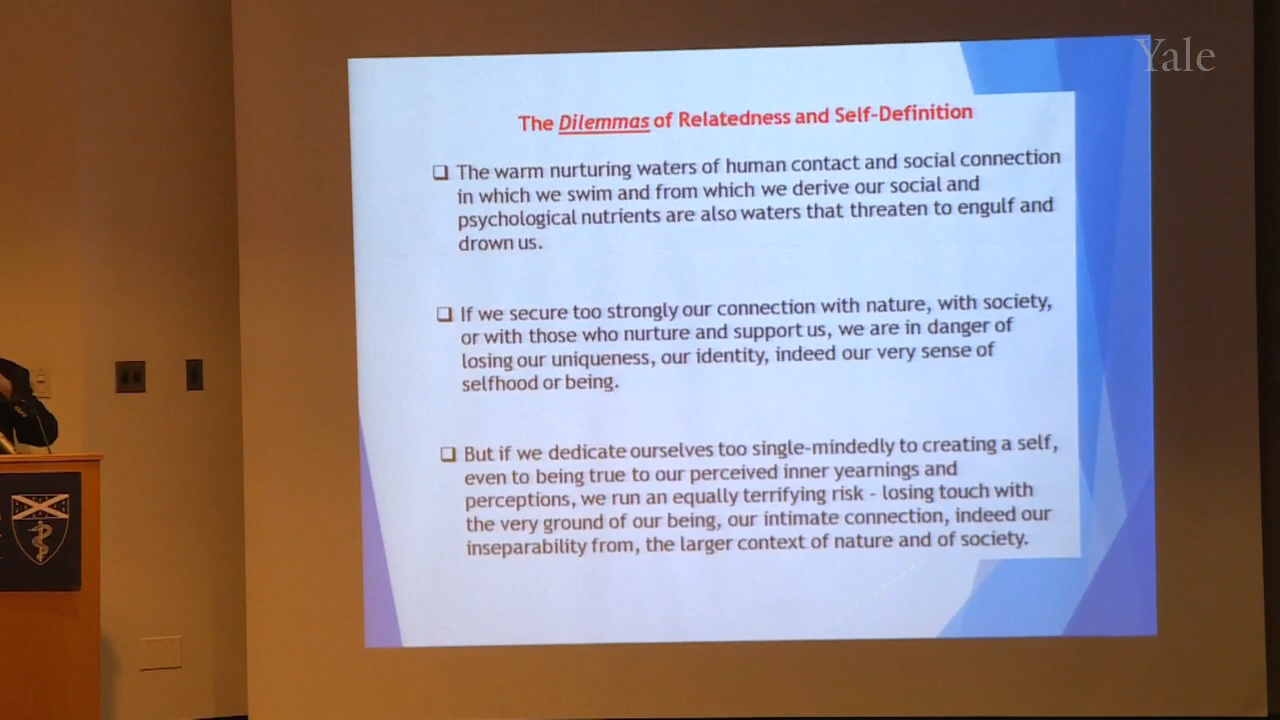 Yale
The Dilemmas of Relatedness and Self-Definition
❑ The warm nurturing waters of human contact and social connection
in which we swim and from which we derive our social and
psychological nutrients are also waters that threaten to engulf and
drown us.
❑ If we secure too strongly our connection with nature, with society,
or with those who nurture and support us, we are in danger of
losing our uniqueness, our identity, indeed our very sense of
selfhood or being.
❑ But if we dedicate ourselves too single-mindedly to creating a self,
even to being true to our perceived inner yearnings and
perceptions, we run an equally terrifying risk - losing touch with
the very ground of our being, our intimate connection, indeed our
inseparability from, the larger context of nature and of society.